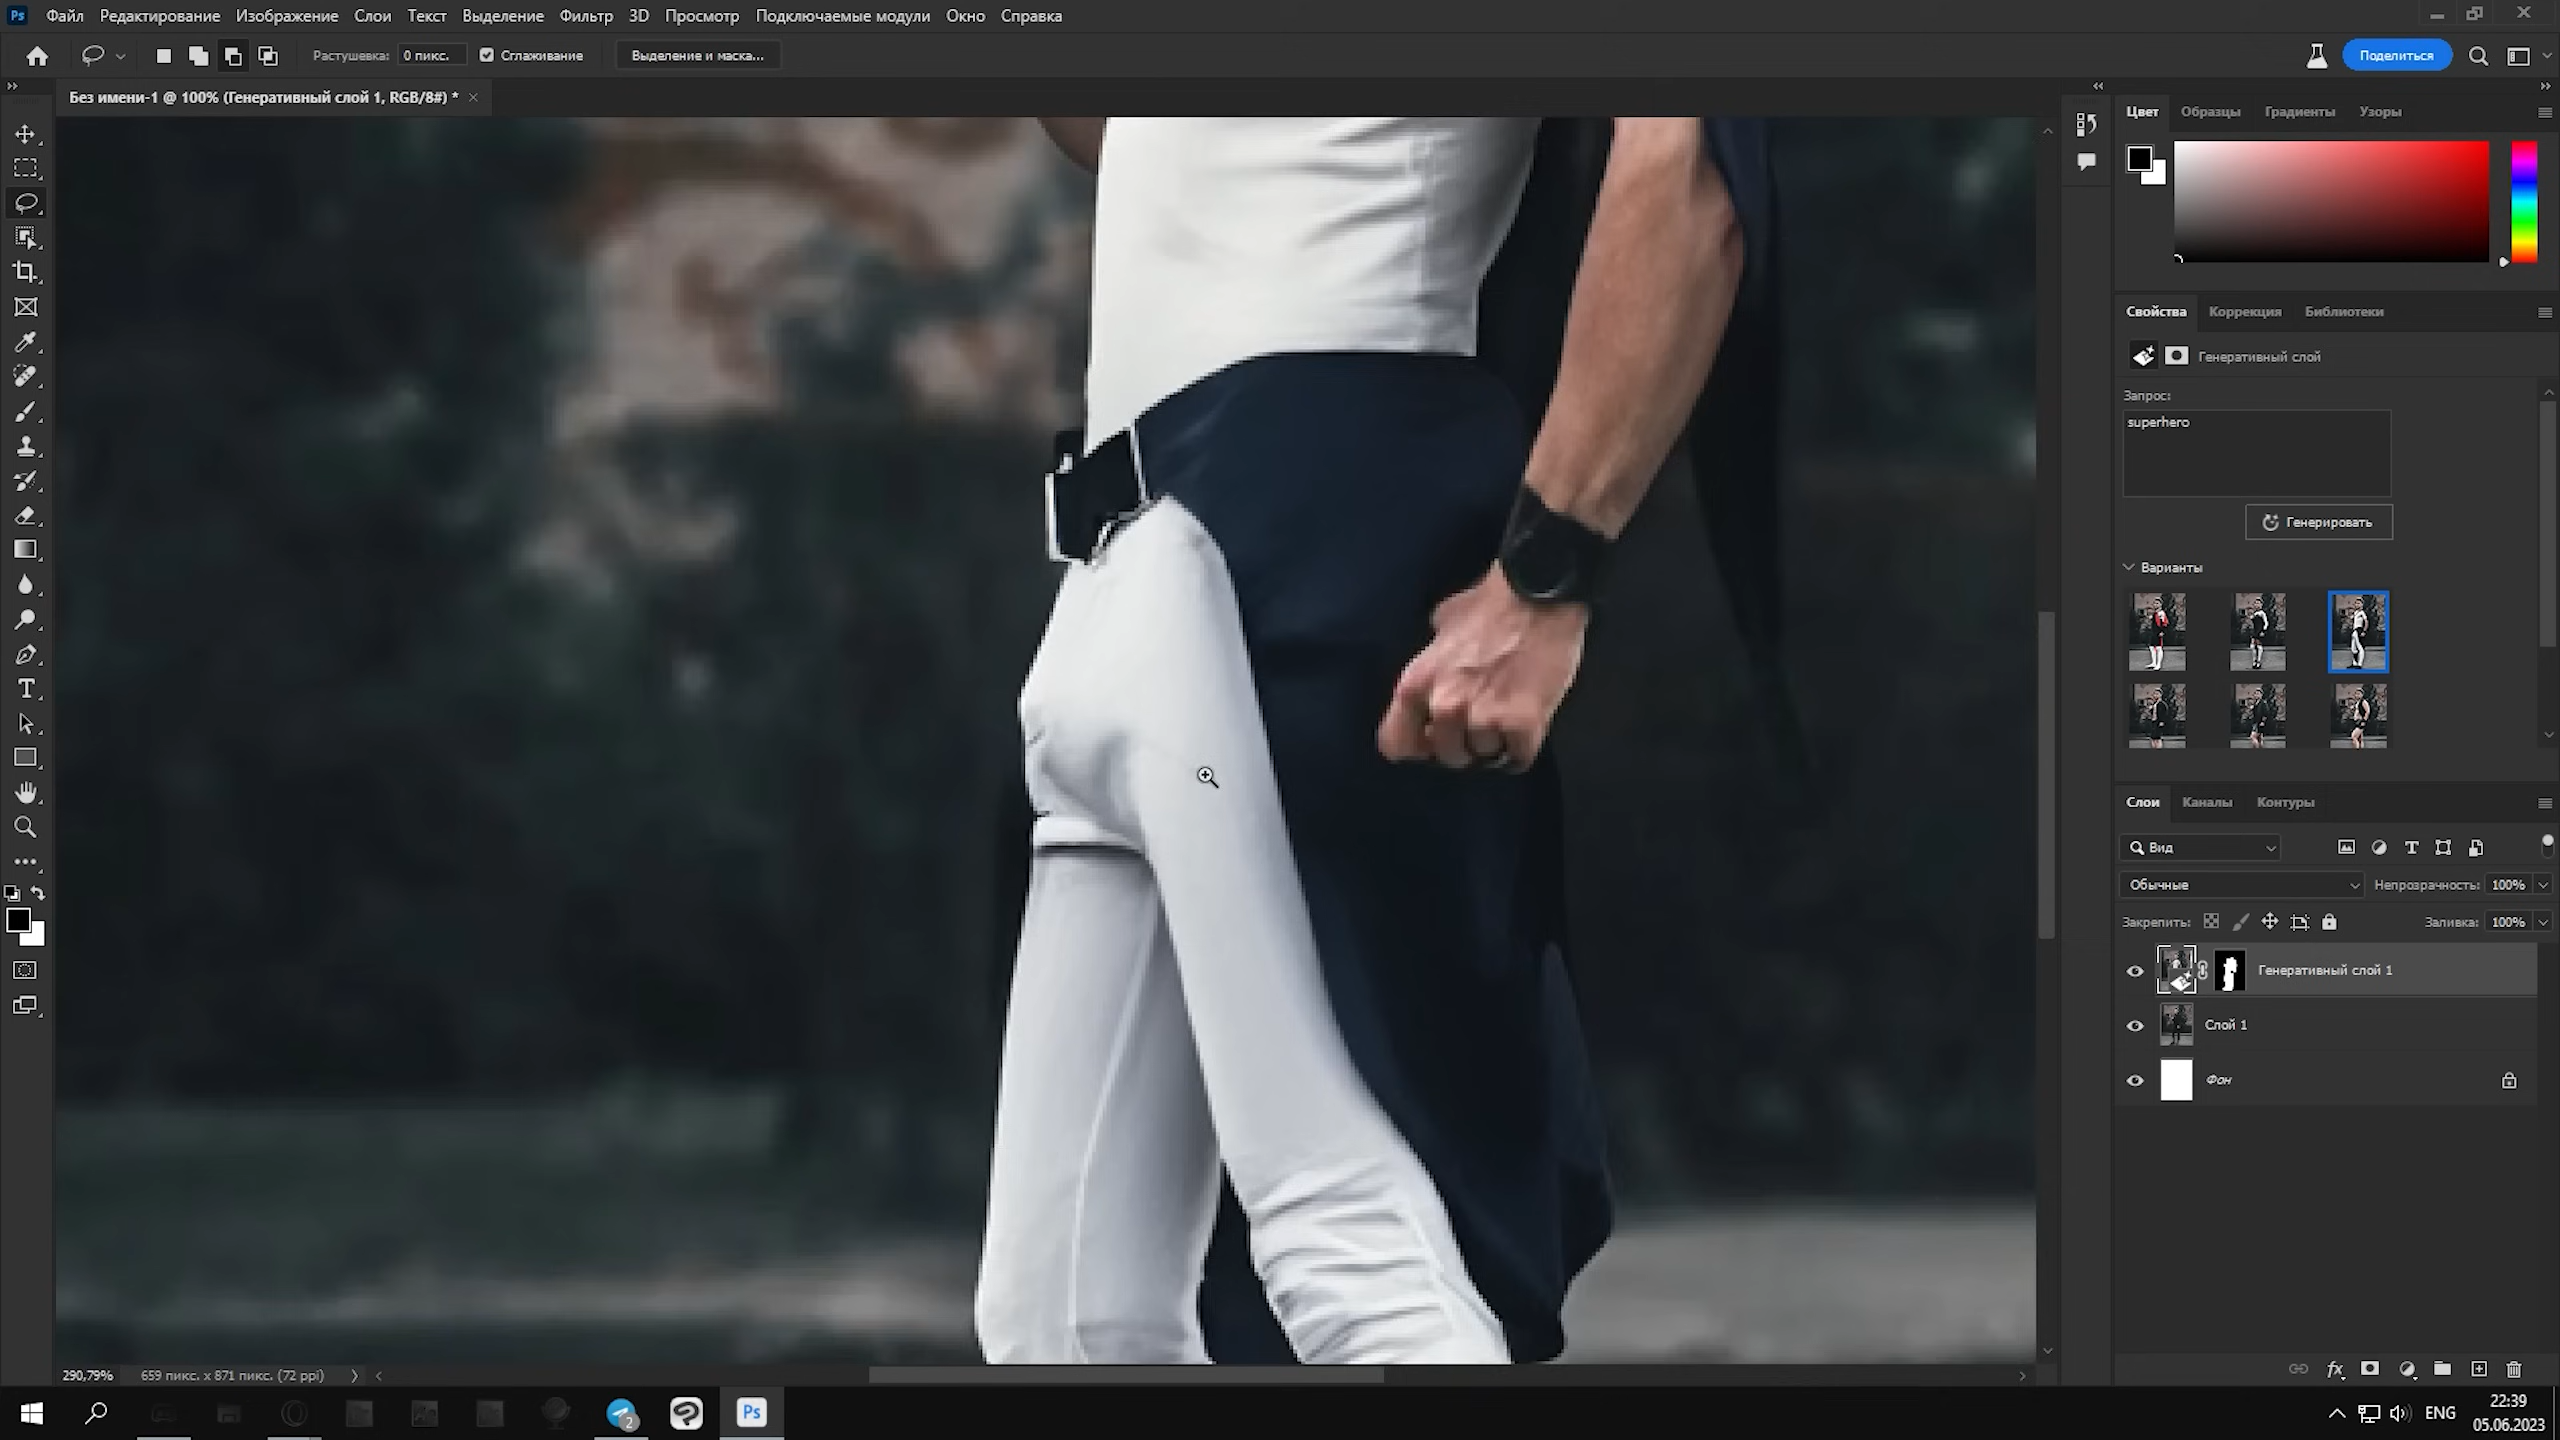 Ps Файл Редактирование Изображение Слои Текст Выделение Фильтр 3D Просмотр Подключаемые модули Окно Справка
Растушевка: 0 пикс. Сглаживание Выделение и маска... Поделиться
Без имени-1 @ 100% (Генеративный слой 1, RGB/8#) *
Цвет Образцы Градиенты Узоры
Свойства Коррекция Библиотеки
Генеративный слой
Запрос:
superhero
Генерировать
Варианты
Слои Каналы Контуры
Вид
Обычные Непрозрачность: 100%
Закрепить: Заливка: 100%
Генеративный слой 1
Слой 1
Фон
290,79% 659 пикс. x 871 пикс. (72 ppi)
fx
2 Ps ENG 22:39
05.06.2023